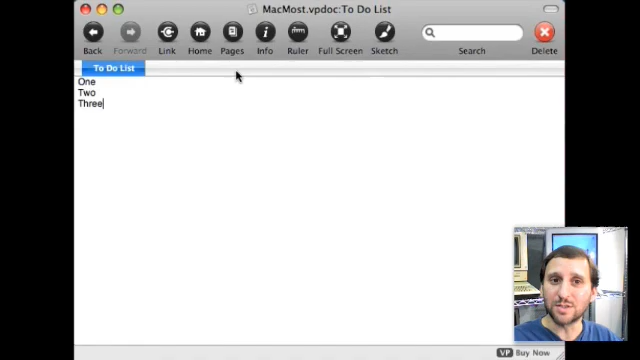 MacMost.vpdoc:To Do List
Back Forward Link Home Pages Info Ruler Full Screen Sketch Search Delete
To Do List
One
Two
Three
VP Buy Now